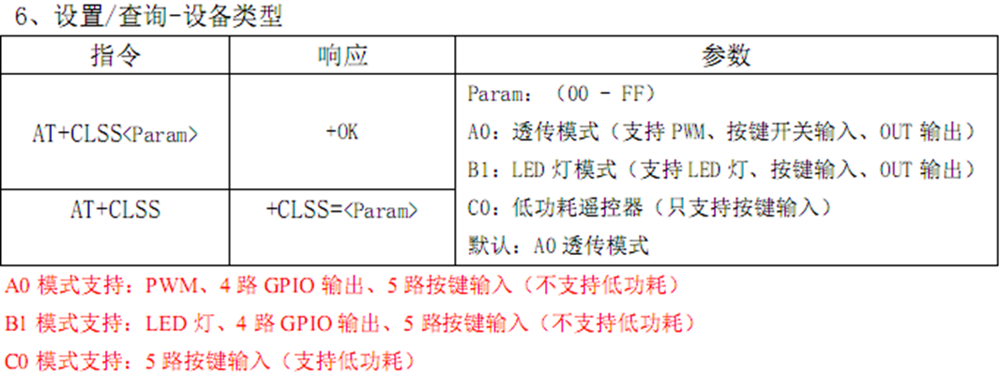 6、设置/查询-设备类型
指令 响应 参数
AT+CLSS<Param> +OK Param:（00 - FF）
A0：透传模式（支持 PWM、按键开关输入、OUT 输出）
B1：LED 灯模式（支持 LED 灯、按键输入、OUT 输出）
AT+CLSS +CLSS=<Param> C0：低功耗遥控器（只支持按键输入）
默认：A0 透传模式
A0 模式支持：PWM、4 路 GPIO 输出、5 路按键输入（不支持低功耗）
B1 模式支持：LED 灯、4 路 GPIO 输出、5 路按键输入（不支持低功耗）
C0 模式支持：5 路按键输入（支持低功耗）